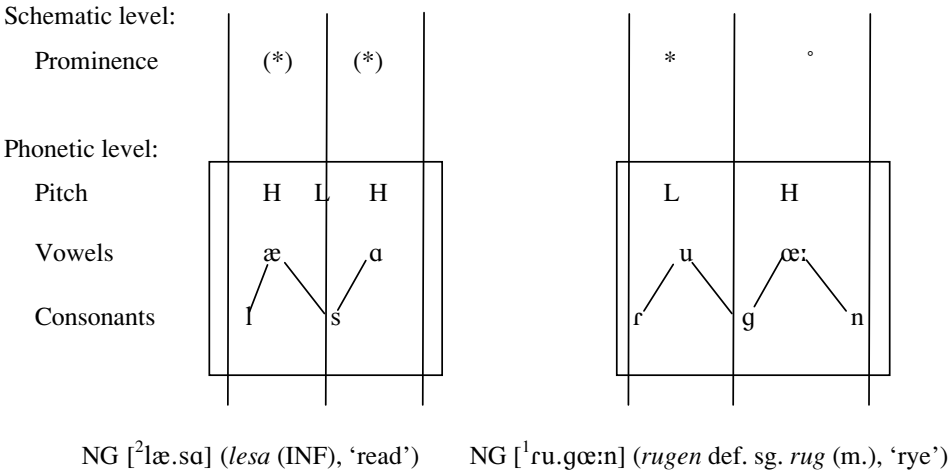 Schematic level:
Prominence (*) (*) * °
Phonetic level:
Pitch H L H L H
Vowels æ ɑ u œː
Consonants l s ɾ ɡ n
NG [²læ.sɑ] (lesa (INF), ‘read’) NG [¹ɾu.ɡœːn] (rugen def. sg. rug (m.), ‘rye’)